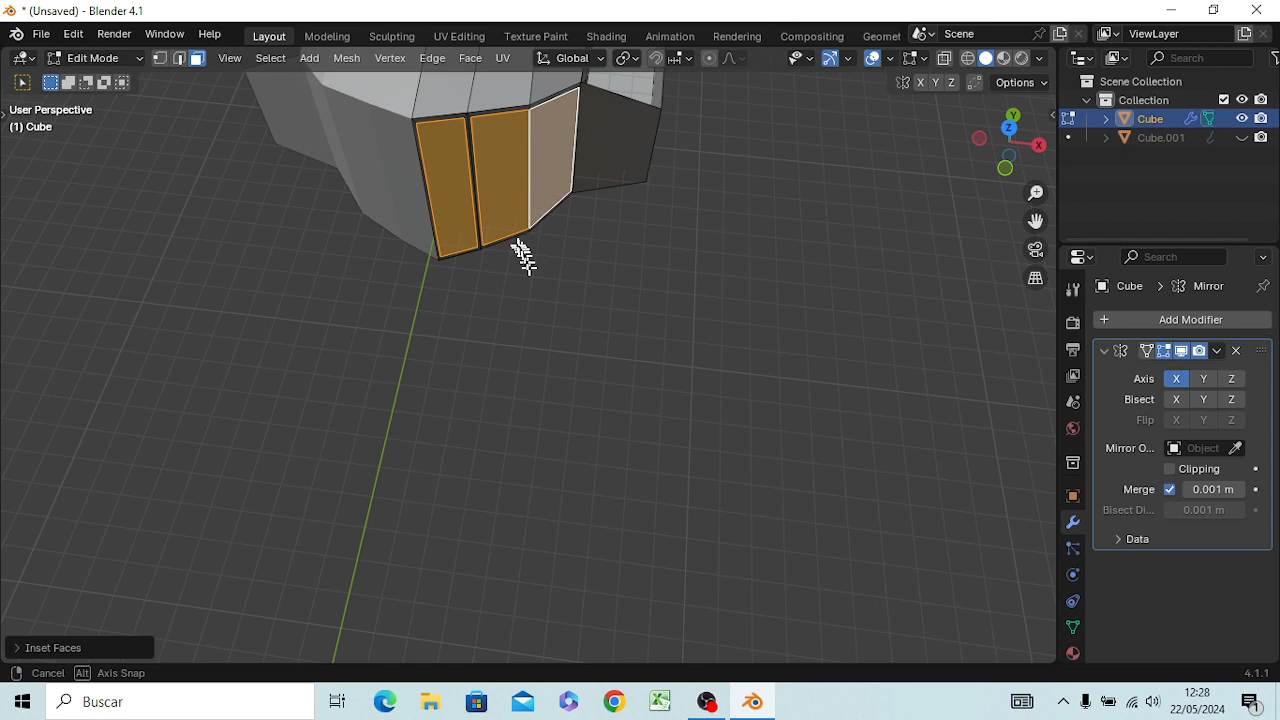 * (Unsaved) - Blender 4.1
File Edit Render Window Help Layout Modeling Sculpting UV Editing Texture Paint Shading Animation Rendering Compositing Geomet Scene ViewLayer
Edit Mode View Select Add Mesh Vertex Edge Face UV Global Search
X Y Z Options
User Perspective
(1) Cube
Scene Collection
Collection
Cube
Cube.001
Z Y X
Search
Cube > Mirror
+ Add Modifier
Axis X Y Z
Bisect X Y Z
Flip X Y Z
Mirror O... Object
Clipping
Merge 0.001 m
Bisect Di... 0.001 m
> Data
> Inset Faces
Cancel Alt Axis Snap 4.1.1
Buscar 12:28
22/05/2024 1